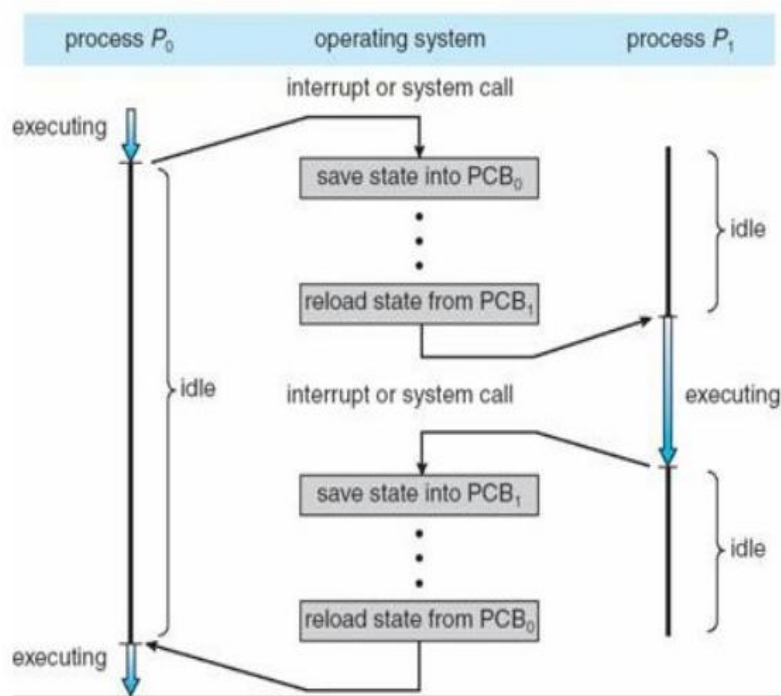 process P₀ operating system process P₁
interrupt or system call
executing
save state into PCB₀
idle
reload state from PCB₁
idle
interrupt or system call
executing
save state into PCB₁
idle
reload state from PCB₀
executing